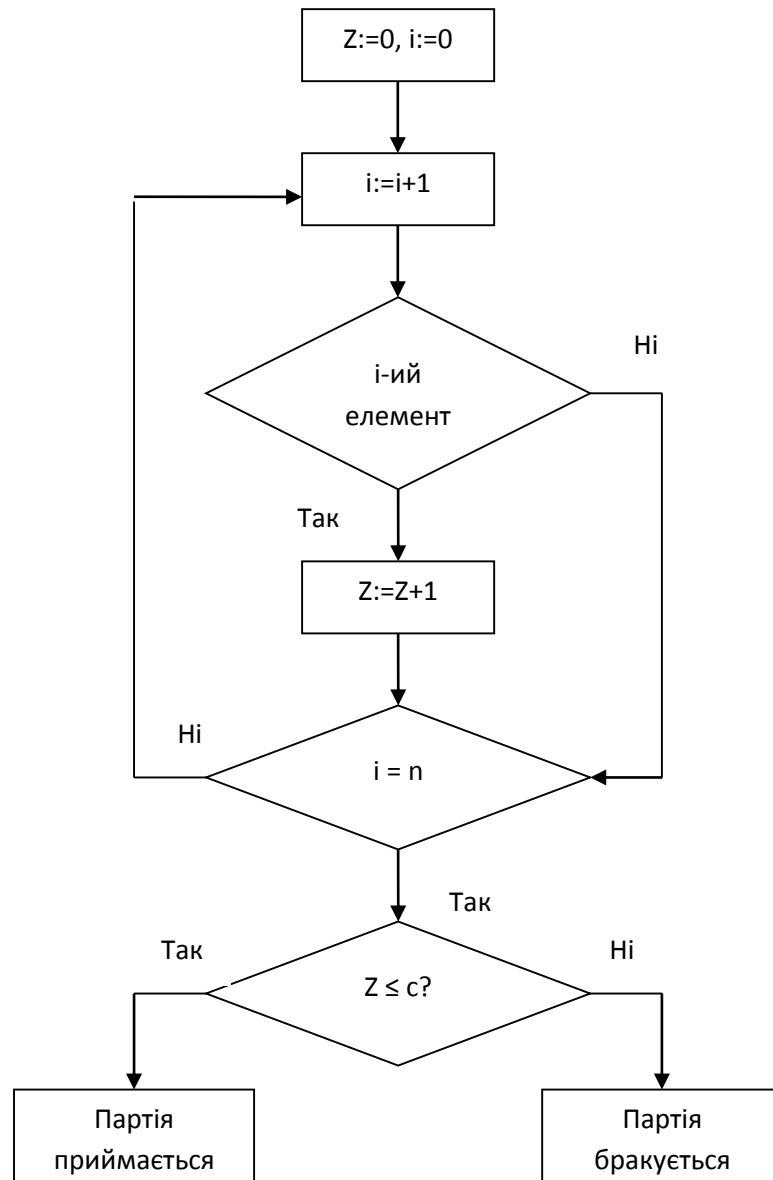 Z:=0, i:=0
i:=i+1
Ні
і-ий
елемент
Так
Z:=Z+1
Ні
i = n
Так
Так
Ні
Z ≤ c?
Партія
приймається
Партія
бракується